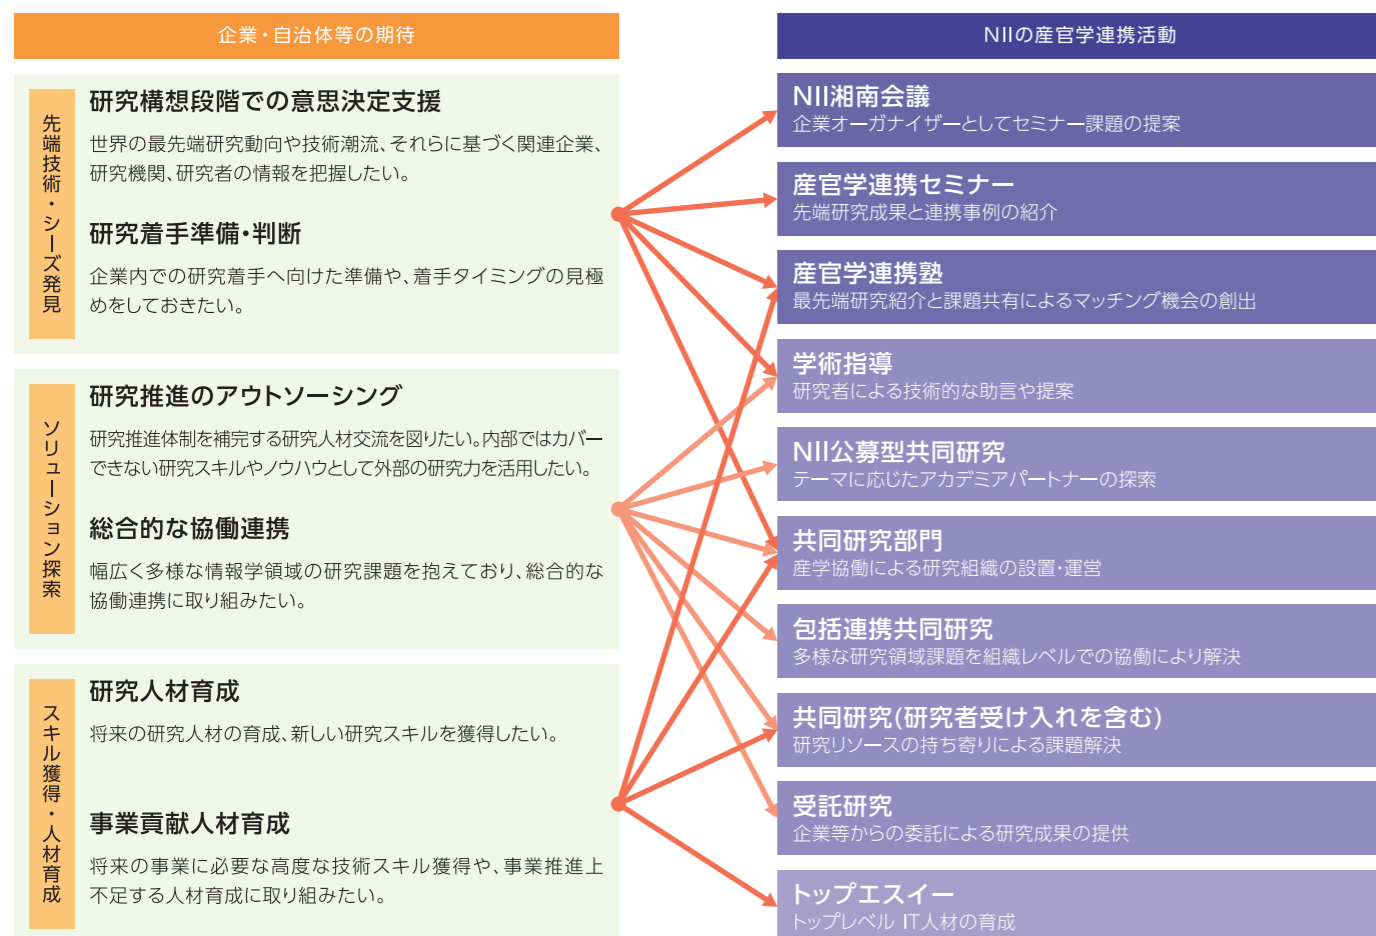 企業・自治体等の期待
先端技術・シーズ発見
研究構想段階での意思決定支援
世界の最先端研究動向や技術潮流、それらに基づく関連企業、
研究機関、研究者の情報を把握したい。
研究着手準備・判断
企業内での研究着手へ向けた準備や、着手タイミングの見極
めをしておきたい。
ソリューション探索
研究推進のアウトソーシング
研究推進体制を補完する研究人材交流を図りたい。内部ではカバー
できない研究スキルやノウハウとして外部の研究力を活用したい。
総合的な協働連携
幅広く多様な情報学領域の研究課題を抱えており、総合的な
協働連携に取り組みたい。
スキル獲得・人材育成
研究人材育成
将来の研究人材の育成、新しい研究スキルを獲得したい。
事業貢献人材育成
将来の事業に必要な高度な技術スキル獲得や、事業推進上
不足する人材育成に取り組みたい。
NIIの産官学連携活動
NII湘南会議
企業オーガナイザーとしてセミナー課題の提案
産官学連携セミナー
先端研究成果と連携事例の紹介
産官学連携塾
最先端研究紹介と課題共有によるマッチング機会の創出
学術指導
研究者による技術的な助言や提案
NII公募型共同研究
テーマに応じたアカデミアパートナーの探索
共同研究部門
産学協働による研究組織の設置・運営
包括連携共同研究
多様な研究領域課題を組織レベルでの協働により解決
共同研究(研究者受け入れを含む)
研究リソースの持ち寄りによる課題解決
受託研究
企業等からの委託による研究成果の提供
トップエスイー
トップレベル IT人材の育成